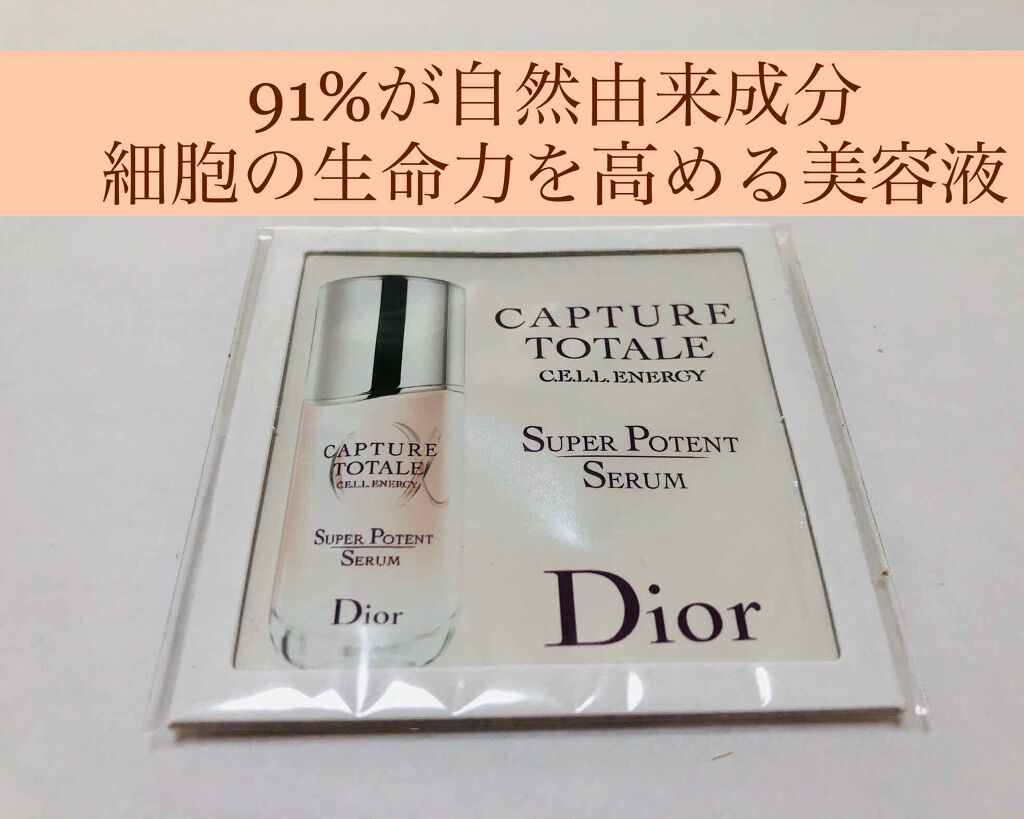 91%が自然由来成分
細胞の生命力を高める美容液
CAPTURE
TOTALE
C.E.L.L. ENERGY
SUPER POTENT
SERUM
Dior
CAPTURE
TOTALE
C.E.L.L. ENERGY
SUPER POTENT
SERUM
Dior